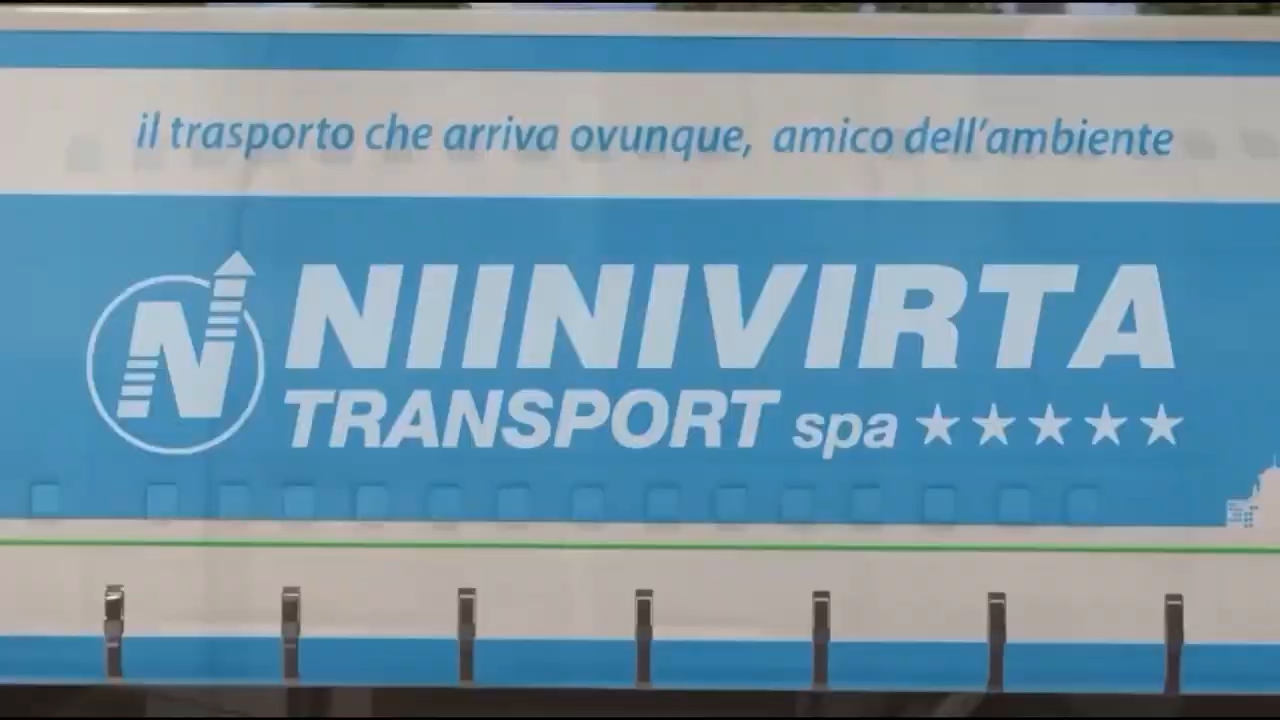 il trasporto che arriva ovunque, amico dell'ambiente
N
NIINIVIRTA
TRANSPORT spa ★★★★★